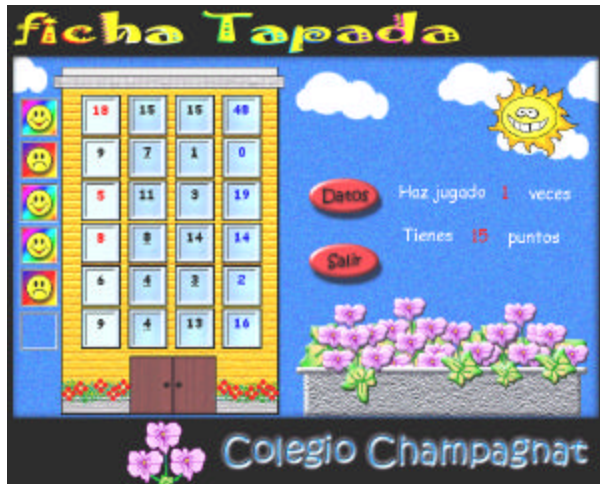 ficha Tapada
18 15 15 48
9 7 1 0
5 11 3 19
8 8 14 14
6 4 3 2
9 4 13 16
Datos
Haz jugado 1 veces
Tienes 15 puntos
Salir
Colegio Champagnat